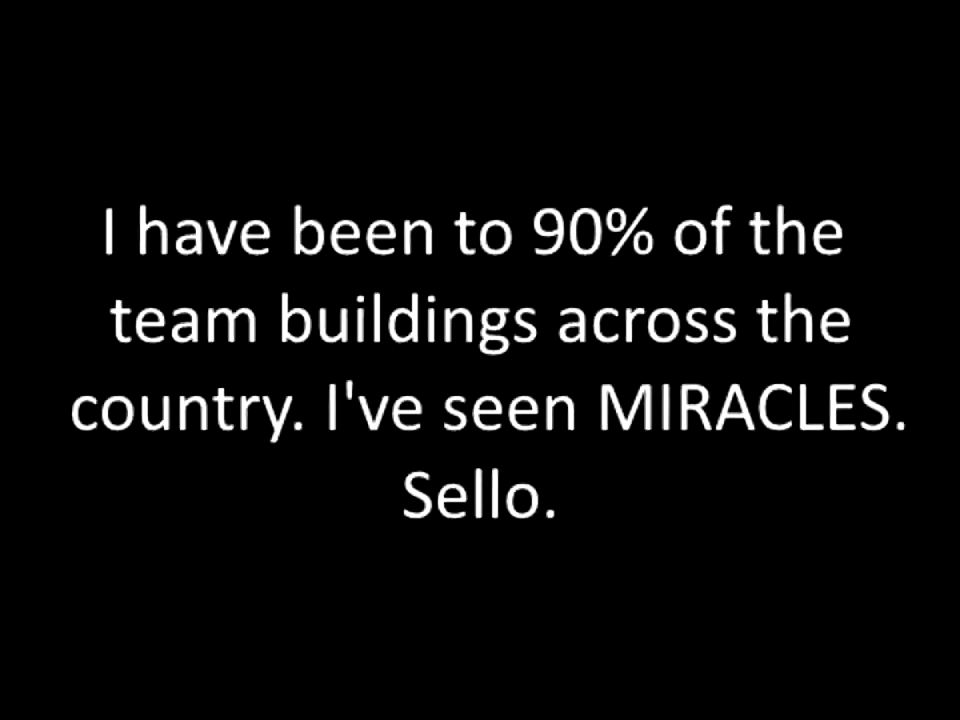 I have been to 90% of the
team buildings across the
country. I've seen MIRACLES.
Sello.